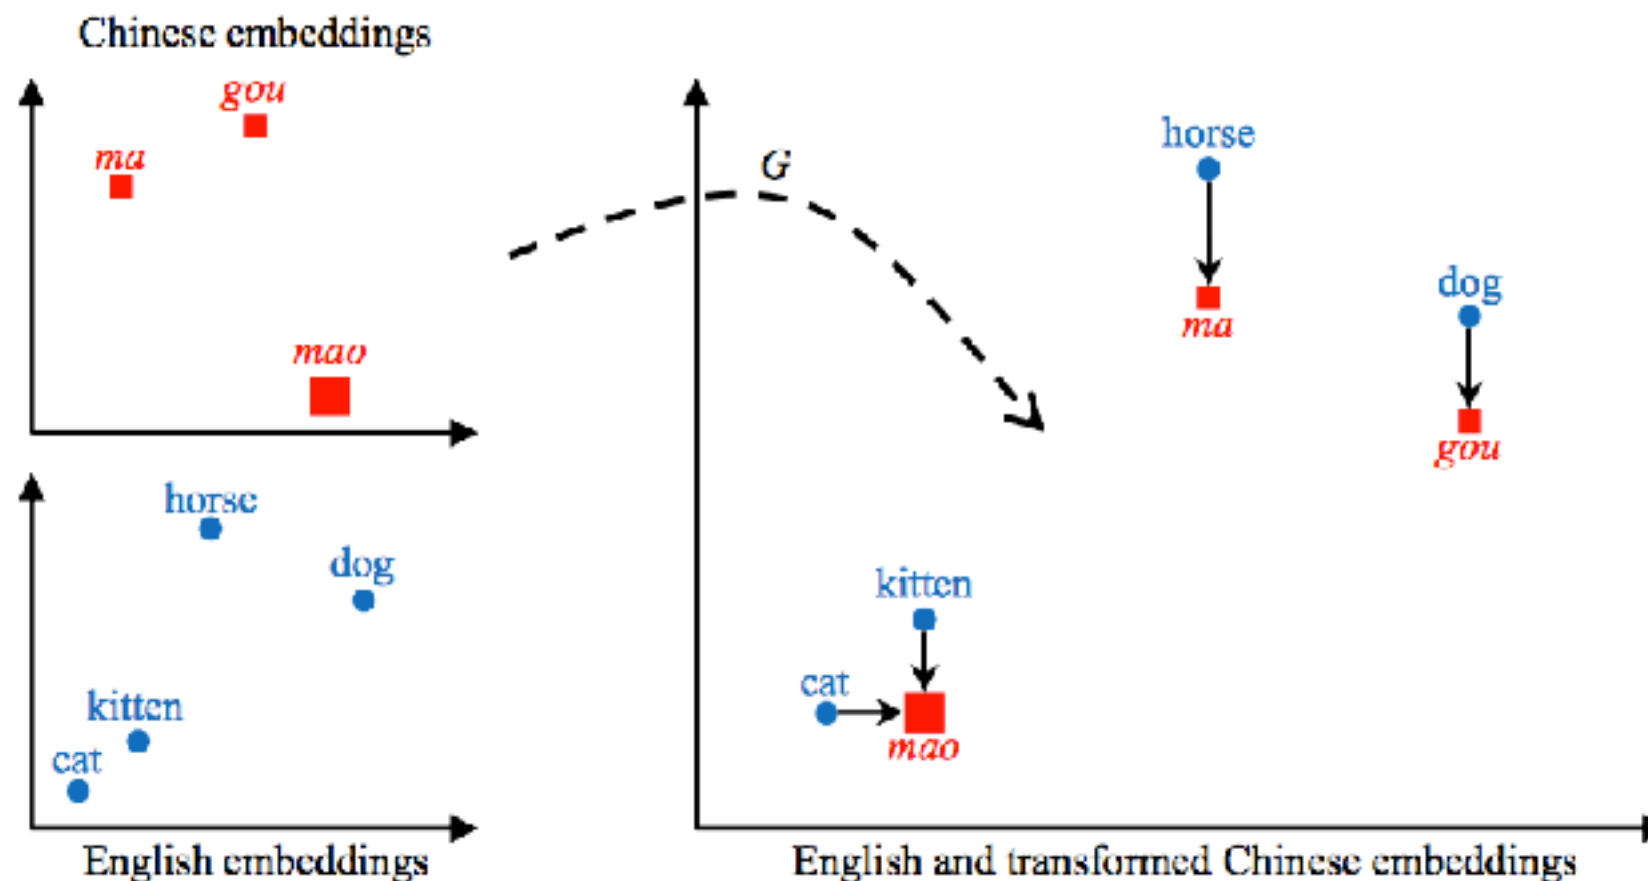 Chinese embeddings
gou
ma
mao
horse
dog
kitten
cat
English embeddings
G
horse
ma
dog
gou
kitten
cat
mao
English and transformed Chinese embeddings